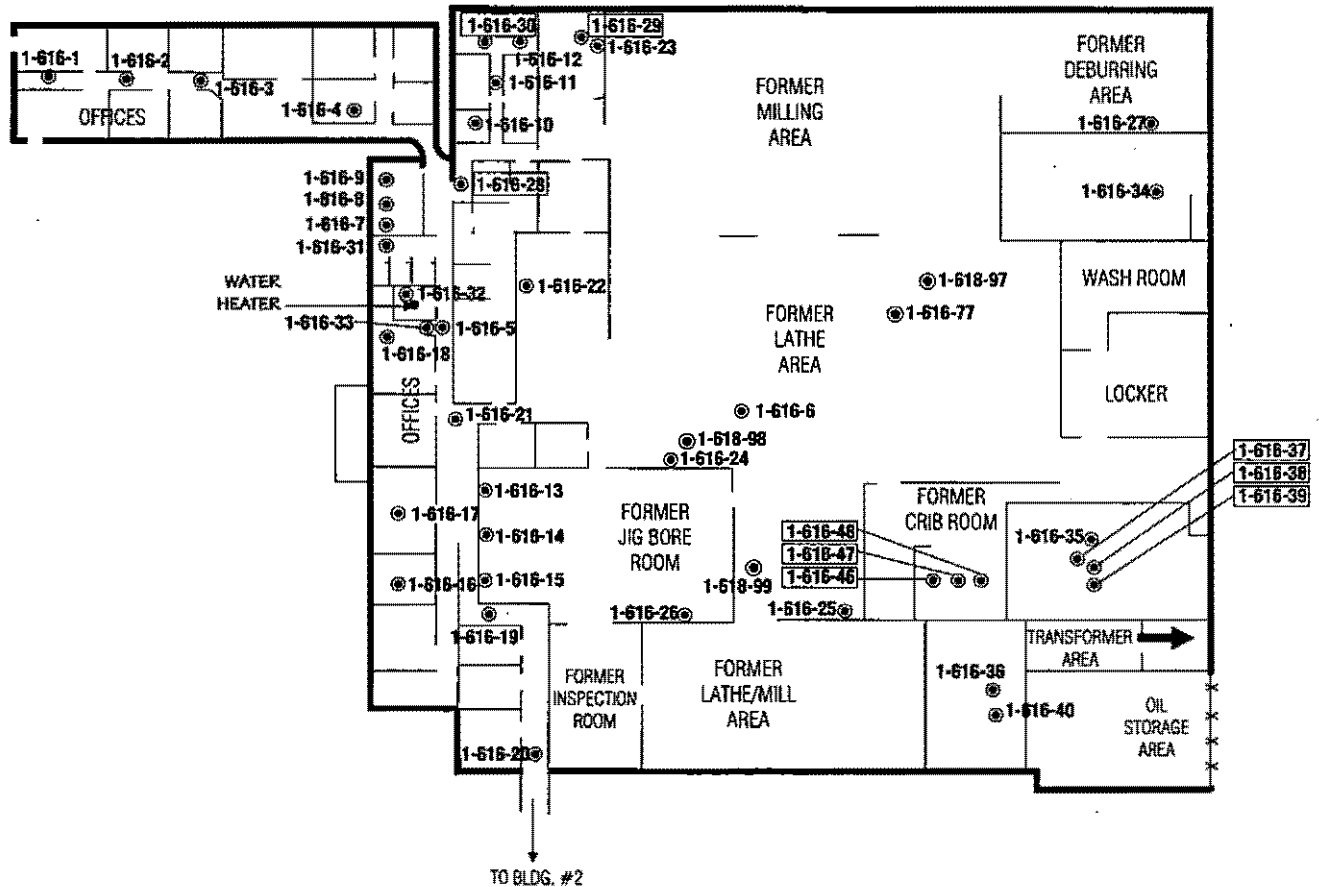 1-616-30
1-616-29
1-616-23
1-616-12
1-616-11
1-616-10
1-616-1
1-616-2
1-616-3
1-616-4
OFFICES
FORMER
MILLING
AREA
FORMER
DEBURRING
AREA
1-616-27
1-616-34
1-616-9
1-616-8
1-616-7
1-616-31
1-616-28
WATER
HEATER
1-616-32
1-616-33
1-616-5
1-616-18
1-616-22
1-618-97
1-616-77
FORMER
LATHE
AREA
WASH ROOM
LOCKER
OFFICES
1-616-21
1-616-6
1-618-98
1-616-24
1-616-37
1-616-38
1-616-39
1-616-13
1-616-17
1-616-14
1-616-16
1-616-15
1-616-19
FORMER
JIG BORE
ROOM
FORMER
CRIB ROOM
1-616-35
1-616-48
1-616-47
1-616-46
1-618-99
1-616-26
1-616-25
TRANSFORMER
AREA
FORMER
INSPECTION
ROOM
FORMER
LATHE/MILL
AREA
1-616-36
1-616-40
OIL
STORAGE
AREA
1-616-20
TO BLDG. #2